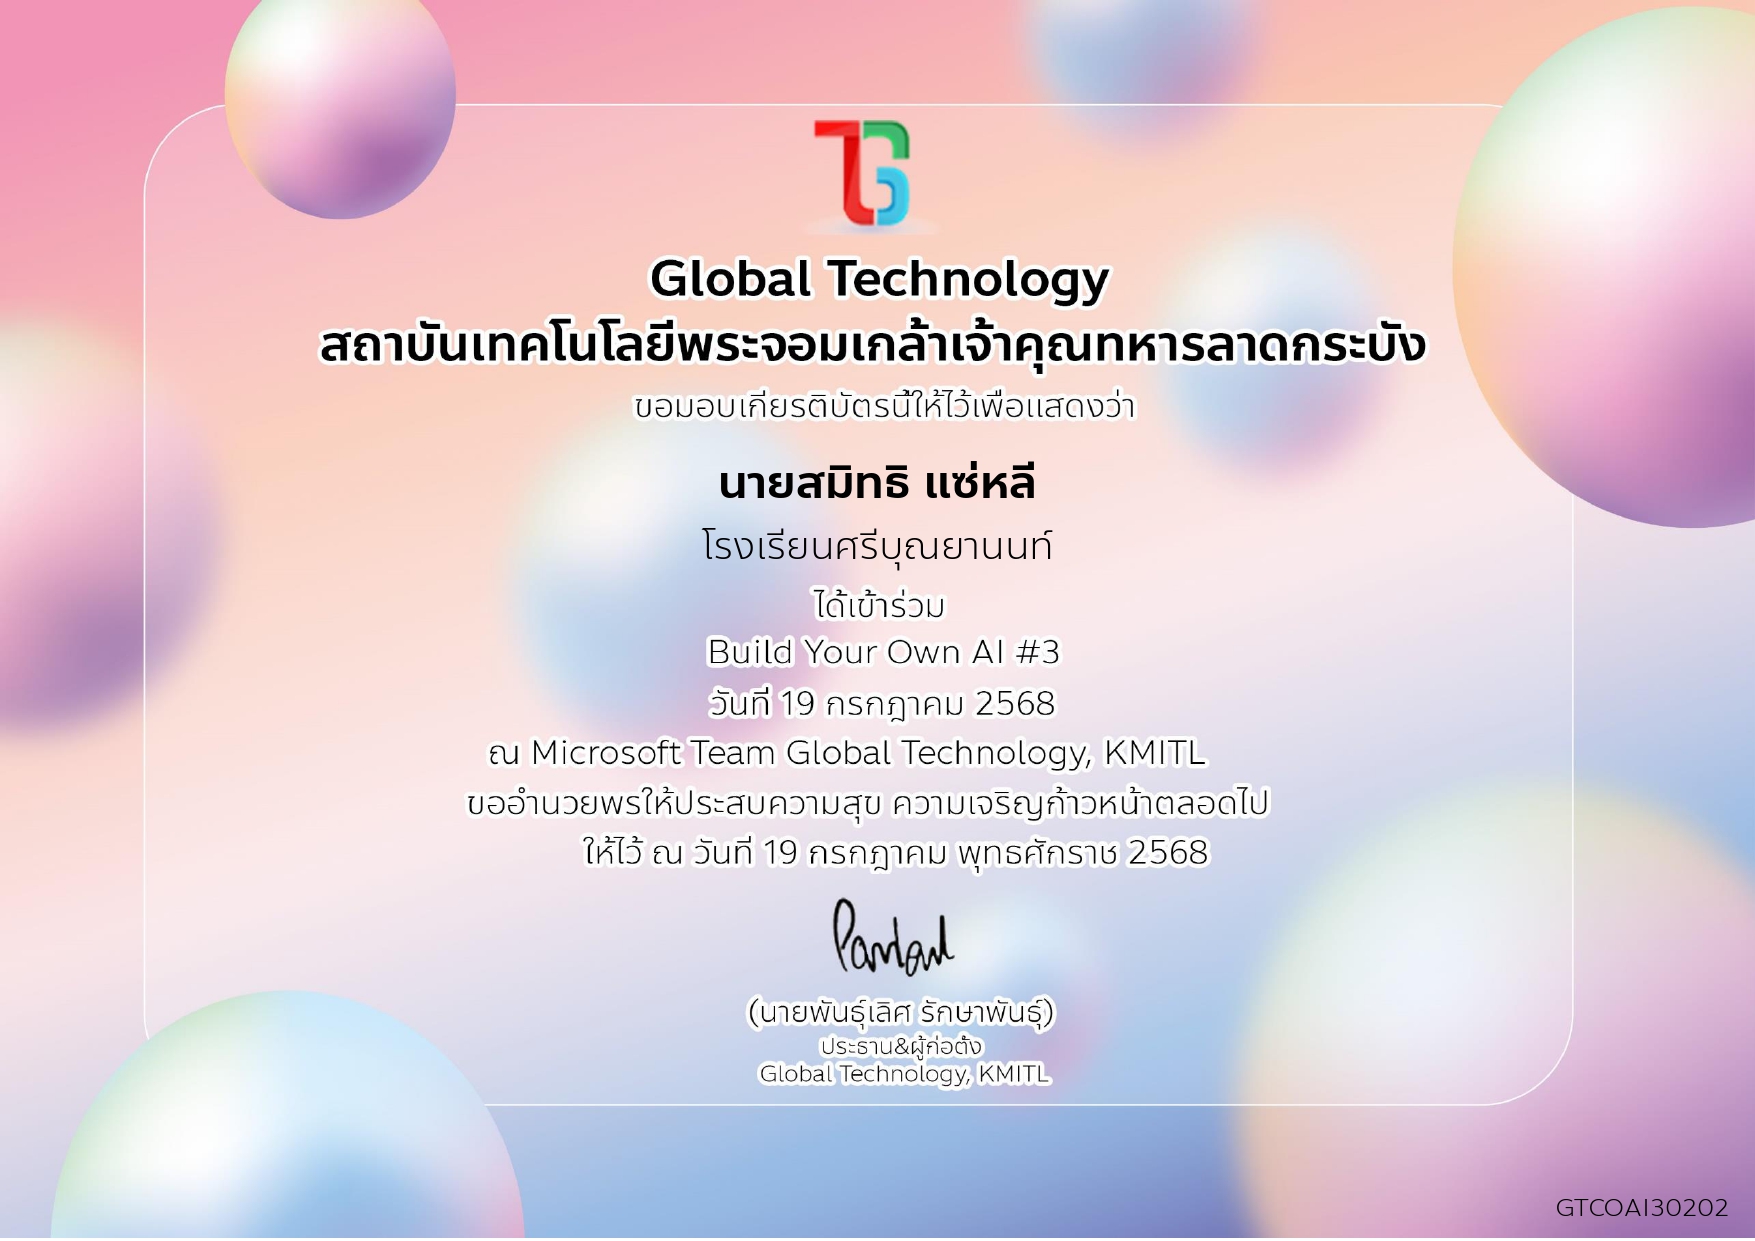 Global Technology
สถาบันเทคโนโลยีพระจอมเกล้าเจ้าคุณทหารลาดกระบัง
ขอมอบเกียรติบัตรนี้ให้ไว้เพื่อแสดงว่า
นายสมิทธิ แซ่หลี
โรงเรียนศรีบุณยานนท์
ได้เข้าร่วม
Build Your Own AI #3
วันที่ 19 กรกฎาคม 2568
ณ Microsoft Team Global Technology, KMITL
ขออำนวยพรให้ประสบความสุข ความเจริญก้าวหน้าตลอดไป
ให้ไว้ ณ วันที่ 19 กรกฎาคม พุทธศักราช 2568
(นายพันธุ์เลิศ รักษาพันธุ์)
ประธาน&ผู้ก่อตั้ง
Global Technology, KMITL
GTCOAI30202